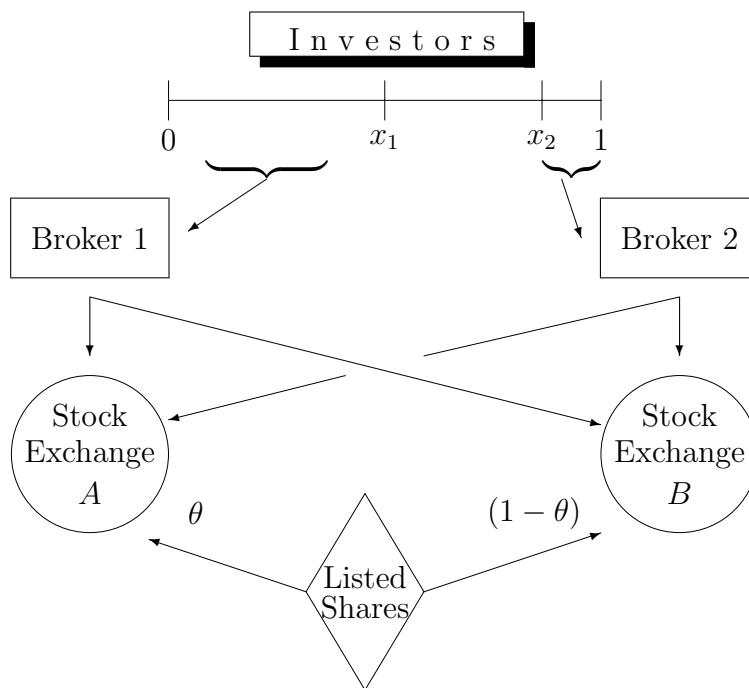 Investors
0 x₁ x₂ 1
Broker 1
Broker 2
Stock
Exchange
A
Stock
Exchange
B
θ
(1 − θ)
Listed
Shares